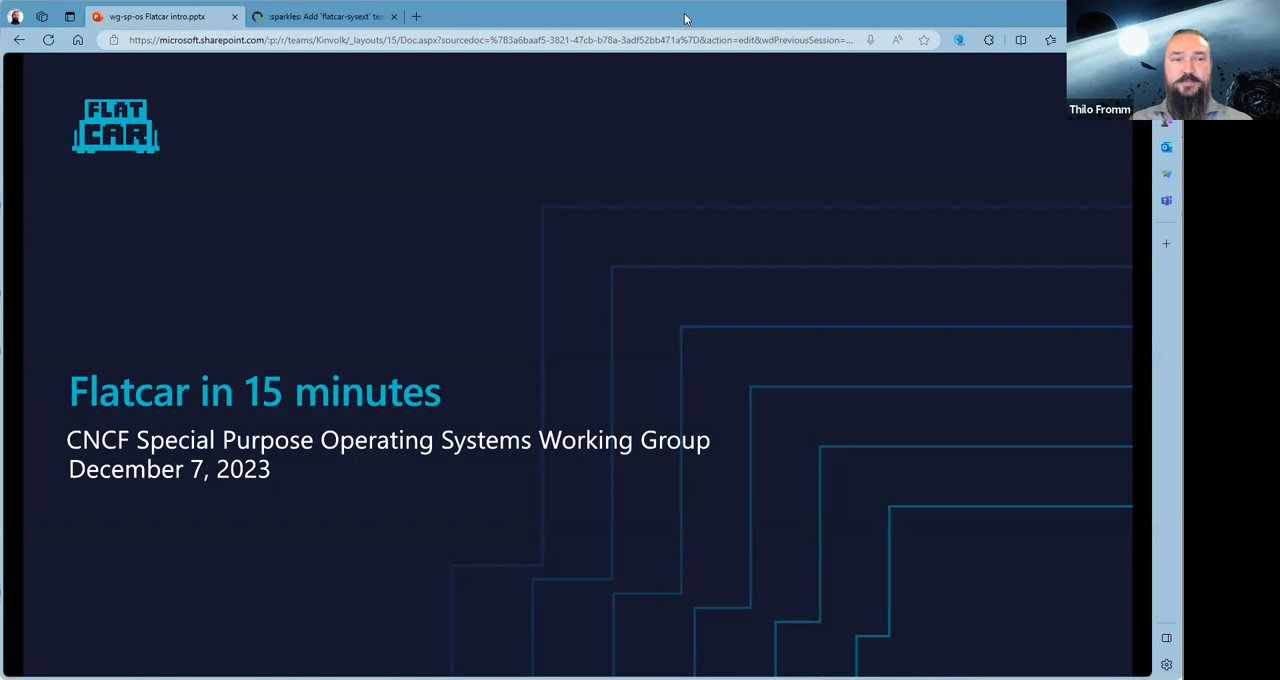 wg-sp-os Flatcar intro.pptx
:sparkles: Add `flatcar-sysext` te
https://microsoft.sharepoint.com/:p:/r/teams/Kinvolk/_layouts/15/Doc.aspx?sourcedoc=%7B3a6baaf5-3821-47cb-b78a-3adf52bb471a%7D&action=edit&wdPreviousSession=...
Thilo Fromm
FLAT
CAR
Flatcar in 15 minutes
CNCF Special Purpose Operating Systems Working Group
December 7, 2023